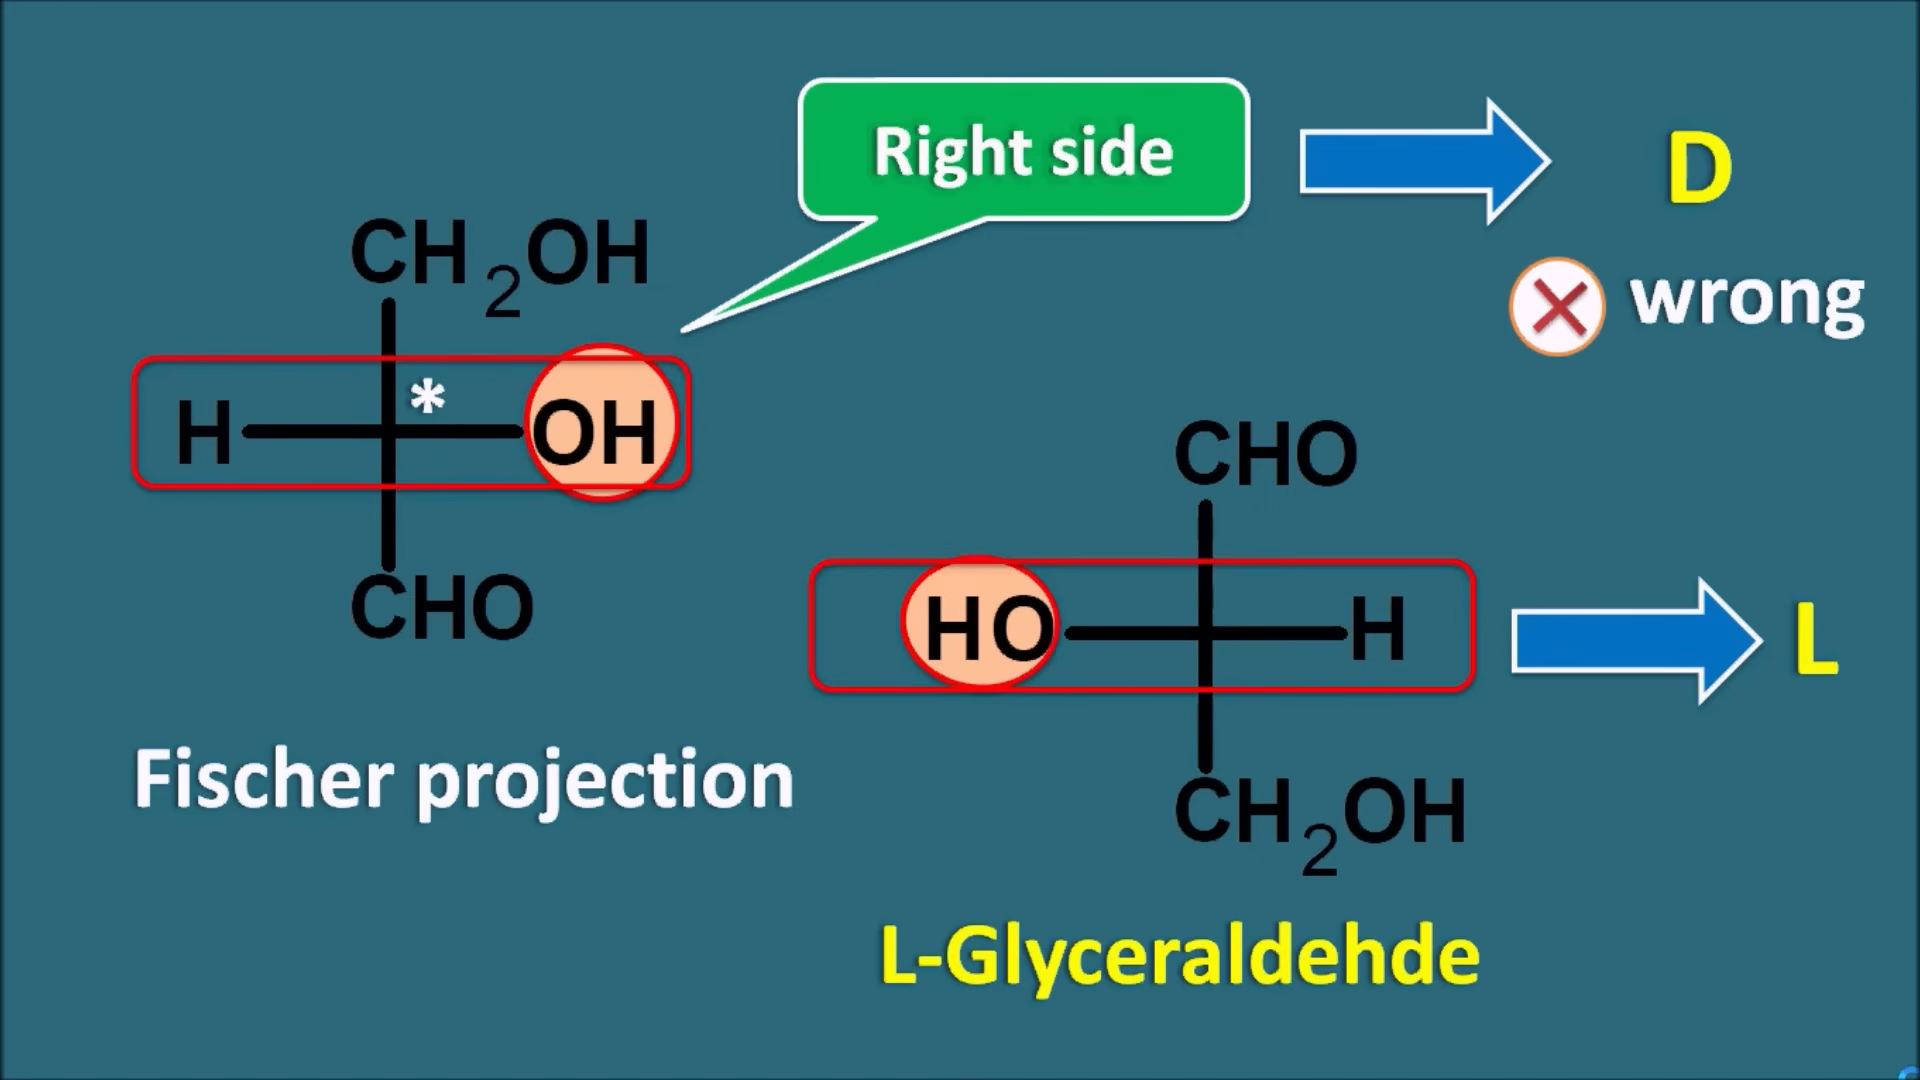 Right side
D
wrong
CH2OH
*
H
OH
CHO
Fischer projection
CHO
HO
H
L
CH2OH
L-Glyceraldehde